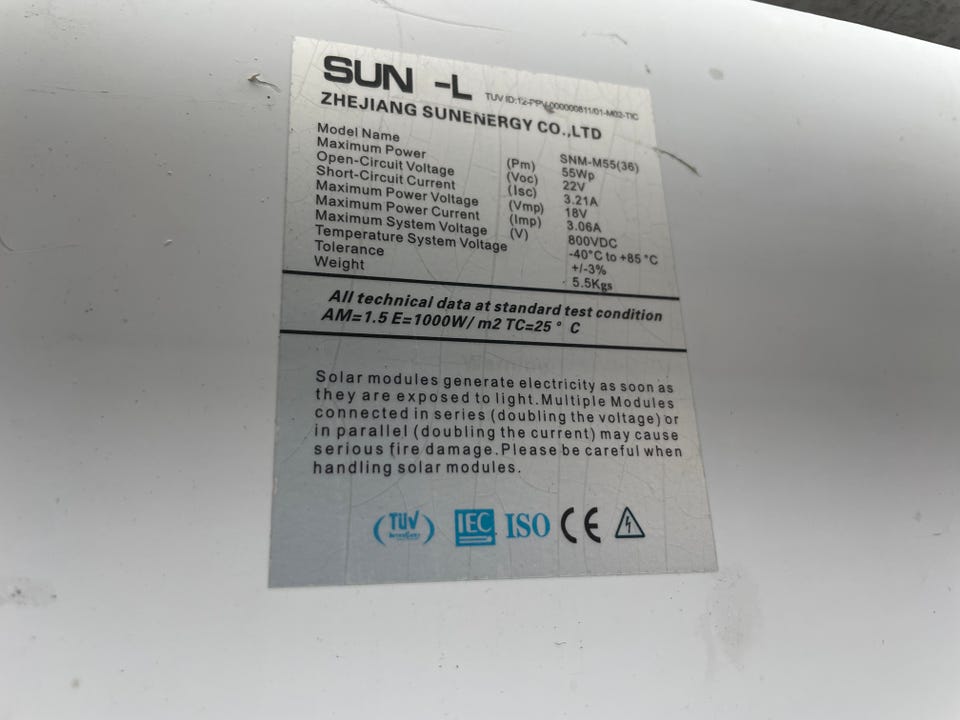 SUN -L TUV ID:12-PPV-000000811/01-M02-TIC
ZHEJIANG SUNENERGY CO.,LTD
Model Name SNM-M55(36)
Maximum Power (Pm) 55Wp
Open-Circuit Voltage (Voc) 22V
Short-Circuit Current (Isc) 3.21A
Maximum Power Voltage (Vmp) 18V
Maximum Power Current (Imp) 3.06A
Maximum System Voltage (V) 800VDC
Temperature System Voltage -40°C to +85°C
Tolerance +/-3%
Weight 5.5Kgs
All technical data at standard test condition
AM=1.5 E=1000W/ m2 TC=25 ° C
Solar modules generate electricity as soon as
they are exposed to light.Multiple Modules
connected in series (doubling the voltage) or
in parallel (doubling the current) may cause
serious fire damage.Please be careful when
handling solar modules.
TÜV IEC ISO CE